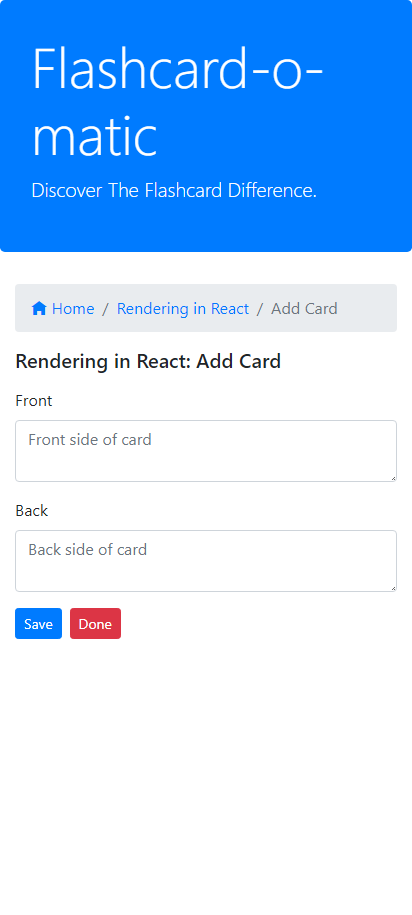 Flashcard-o-
matic
Discover The Flashcard Difference.
Home / Rendering in React / Add Card
Rendering in React: Add Card
Front
Front side of card
Back
Back side of card
Save Done